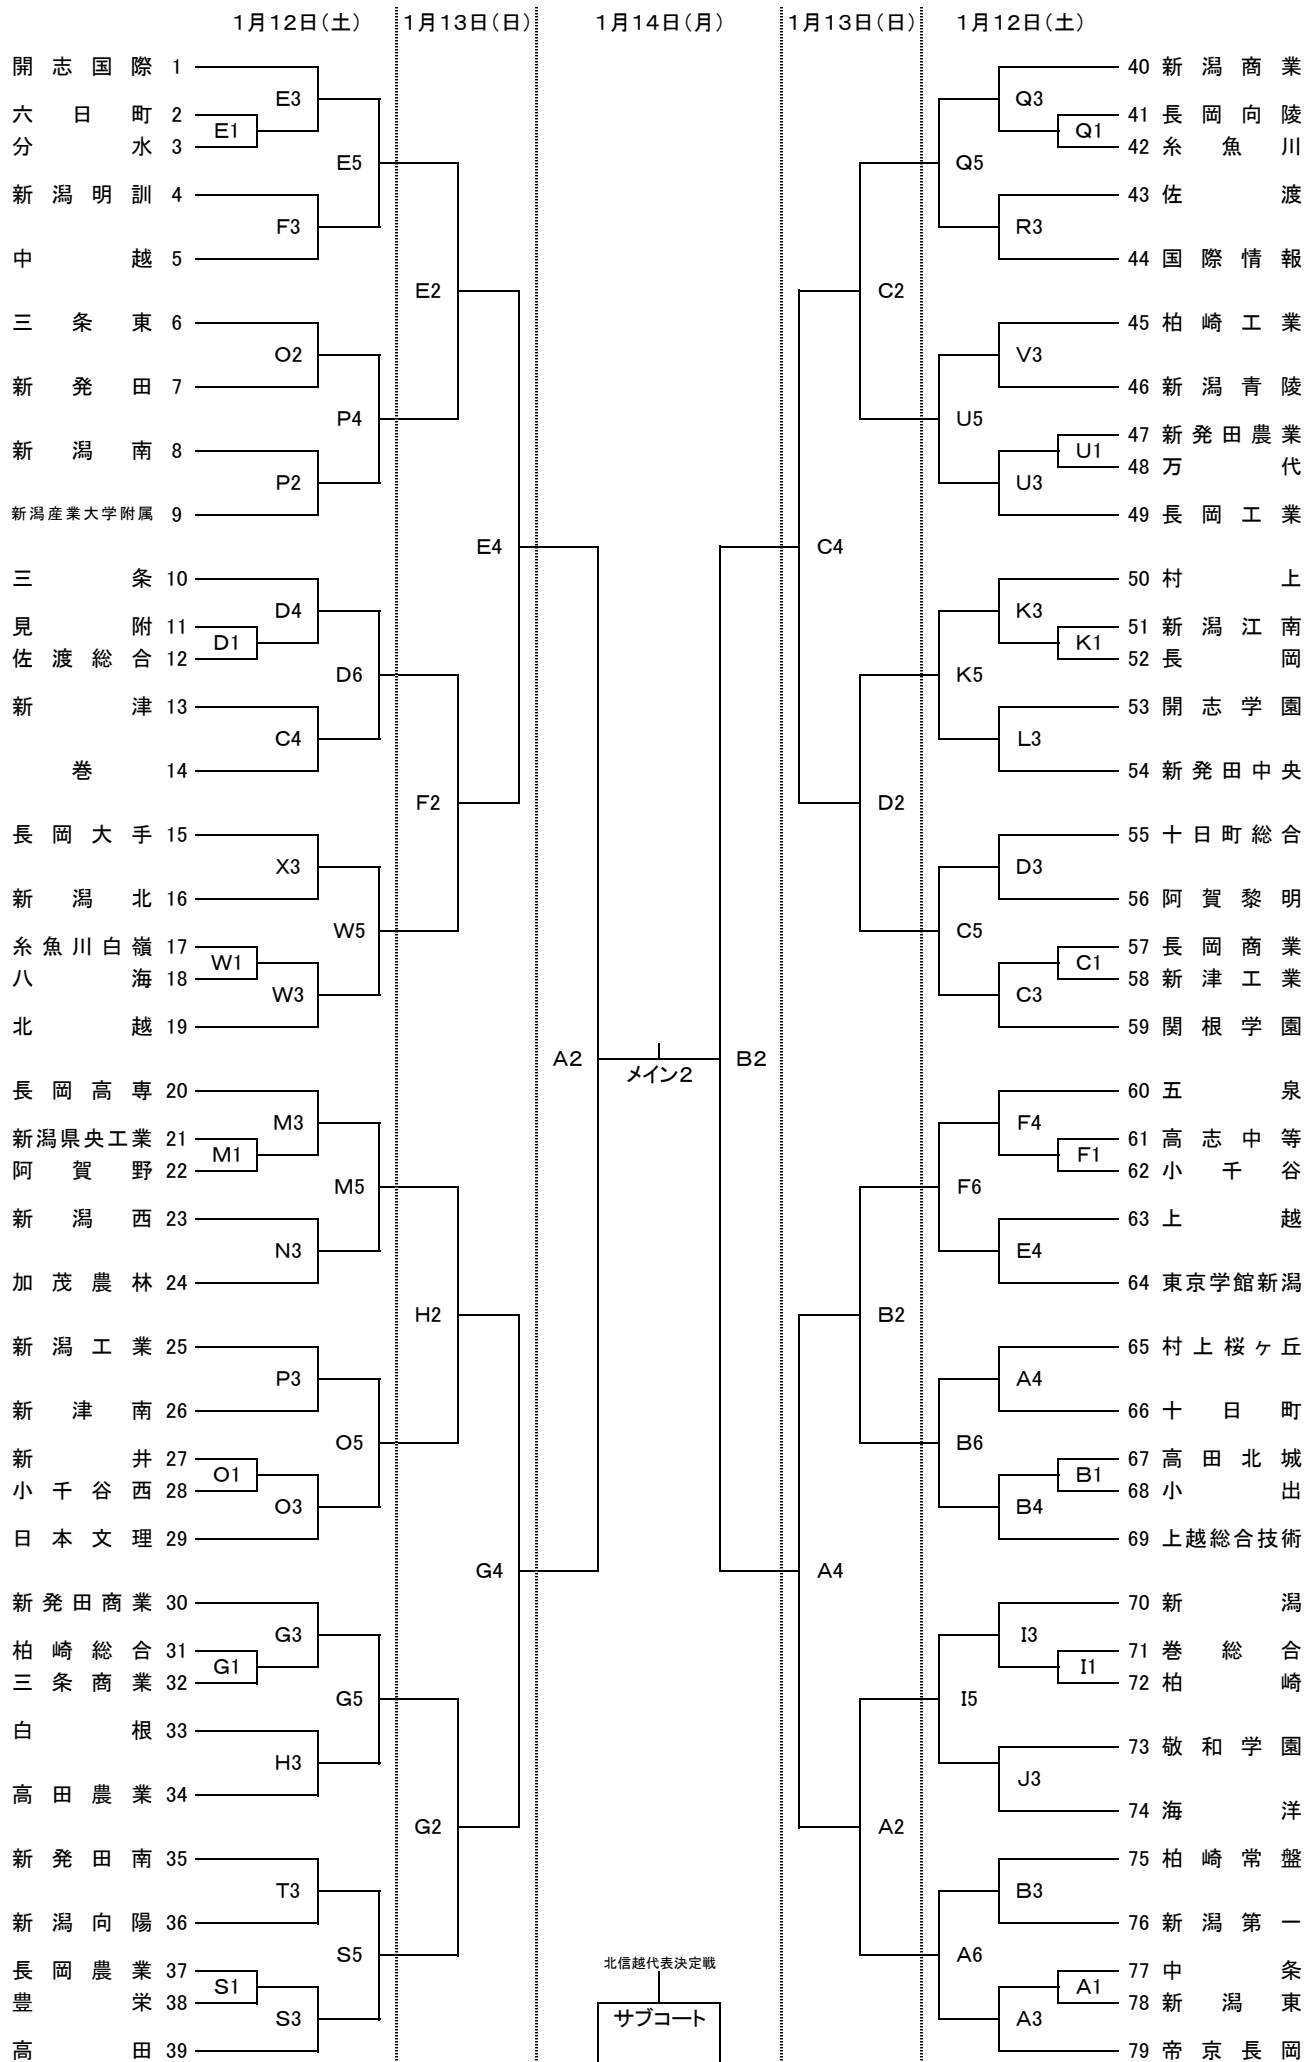 1月12日(土) 1月13日(日) 1月14日(月) 1月13日(日) 1月12日(土)
開志国際 1
E3
六日町 2
E1
分水 3
E5
新潟明訓 4
F3
中越 5
E2
三条東 6
O2
新発田 7
P4
新潟南 8
P2
新潟産業大学附属 9
E4
三条 10
D4
見附 11
D1
佐渡総合 12
D6
新津 13
C4
巻 14
F2
長岡大手 15
X3
新潟北 16
W5
糸魚川白嶺 17
W1
八海 18
W3
北越 19
A2
長岡高専 20
M3
新潟県央工業 21
M1
阿賀野 22
M5
新潟西 23
N3
加茂農林 24
H2
新潟工業 25
P3
新津南 26
O5
新井 27
O1
小千谷西 28
O3
日本文理 29
G4
新発田商業 30
G3
柏崎総合 31
G1
三条商業 32
G5
白根 33
H3
高田農業 34
G2
新発田南 35
T3
新潟向陽 36
S5
長岡農業 37
S1
豊栄 38
S3
高田 39
メイン2
北信越代表決定戦
サブコート
40 新潟商業
Q3
41 長岡向陵
Q1
42 糸魚川
Q5
43 佐渡
R3
44 国際情報
C2
45 柏崎工業
V3
46 新潟青陵
U5
47 新発田農業
U1
48 万代
U3
49 長岡工業
C4
50 村上
K3
51 新潟江南
K1
52 長岡
K5
53 開志学園
L3
54 新発田中央
D2
55 十日町総合
D3
56 阿賀黎明
C5
57 長岡商業
C1
58 新津工業
C3
59 関根学園
B2
60 五泉
F4
61 高志中等
F1
62 小千谷
F6
63 上越
E4
64 東京学館新潟
B2
65 村上桜ヶ丘
A4
66 十日町
B6
67 高田北城
B1
68 小出
B4
69 上越総合技術
A4
70 新潟
I3
71 巻総合
I1
72 柏崎
I5
73 敬和学園
J3
74 海洋
A2
75 柏崎常盤
B3
76 新潟第一
A6
77 中条
A1
78 新潟東
A3
79 帝京長岡